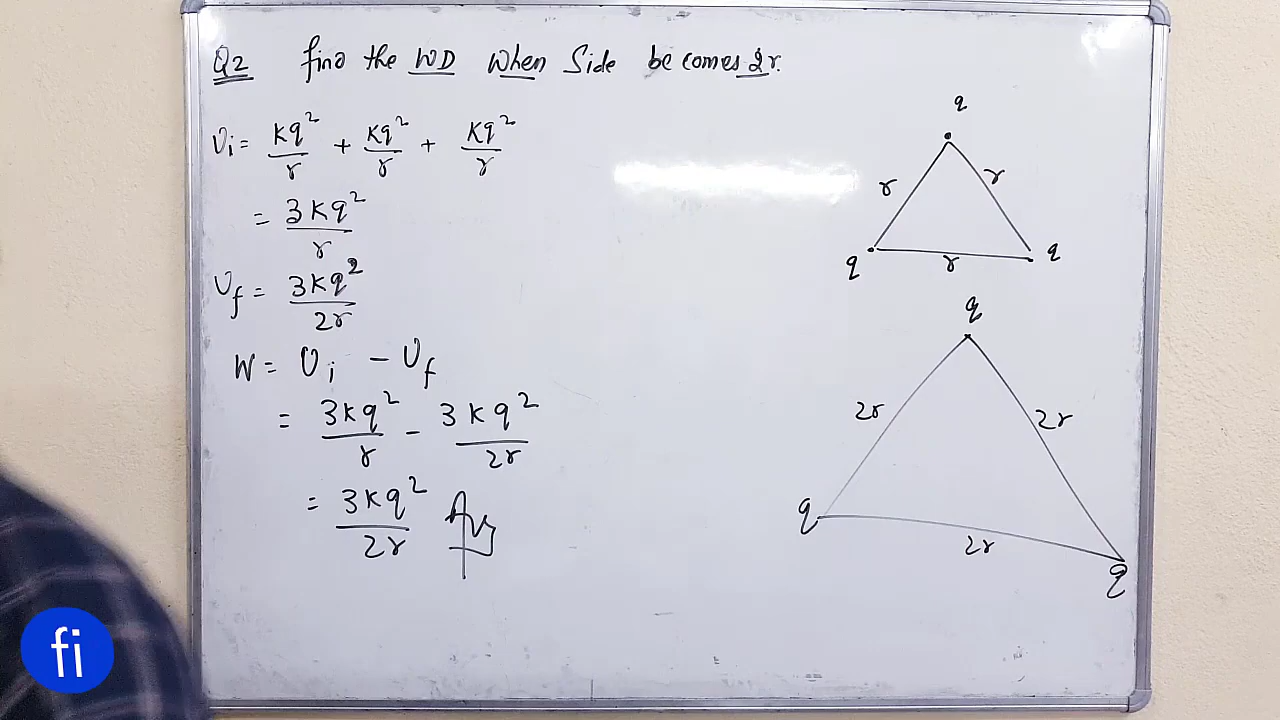 Q2 find the WD When Side becomes 2r.
Ui = kq²/r + kq²/r + kq²/r
= 3kq²/r
Uf = 3kq²/2r
W = Ui - Uf
= 3kq²/r - 3kq²/2r
= 3kq²/2r Ans
q
r r
q r q
q
2r 2r
q 2r q
fi